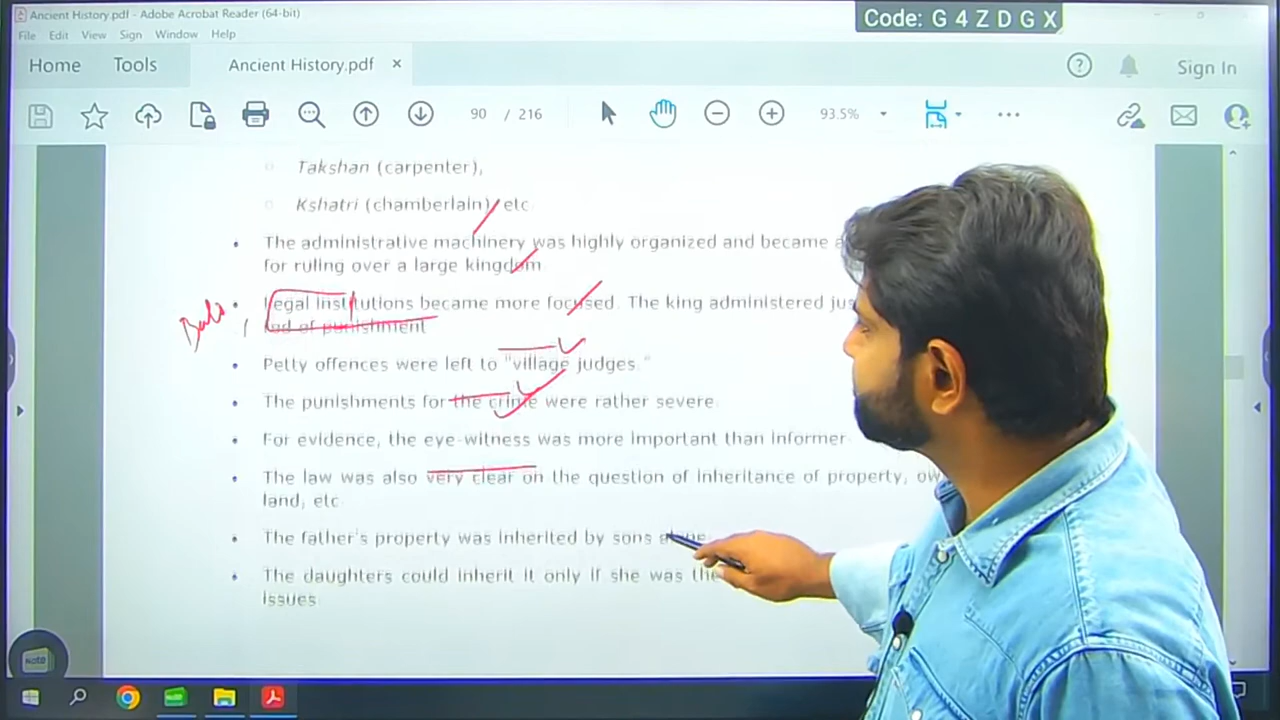 Ancient History.pdf - Adobe Acrobat Reader (64-bit)
Code: G 4 Z D G X
File Edit View Sign Window Help
Home Tools Ancient History.pdf × Sign In
90 / 216 93.5%
Takshan (carpenter),
Kshatri (chamberlain), etc.
• The administrative machinery was highly organized and became a
for ruling over a large kingdom.
• Legal institutions became more focused. The king administered jus
rod of punishment
• Petty offences were left to "village judges."
• The punishments for the crime were rather severe.
• For evidence, the eye-witness was more important than informer.
• The law was also very clear on the question of inheritance of property, ow
land, etc.
• The father's property was inherited by sons alone.
• The daughters could inherit it only if she was the
issues
Note